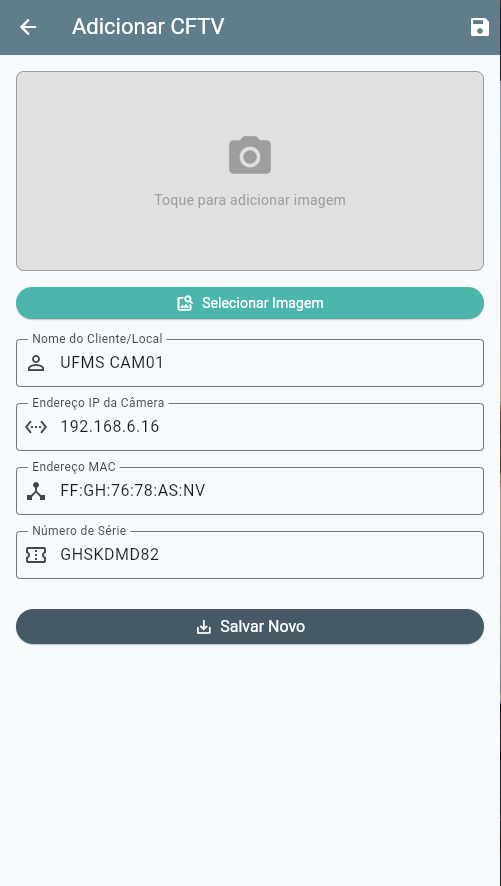 Adicionar CFTV
Toque para adicionar imagem
Selecionar Imagem
Nome do Cliente/Local
UFMS CAM01
Endereço IP da Câmera
192.168.6.16
Endereço MAC
FF:GH:76:78:AS:NV
Número de Série
GHSKDMD82
Salvar Novo